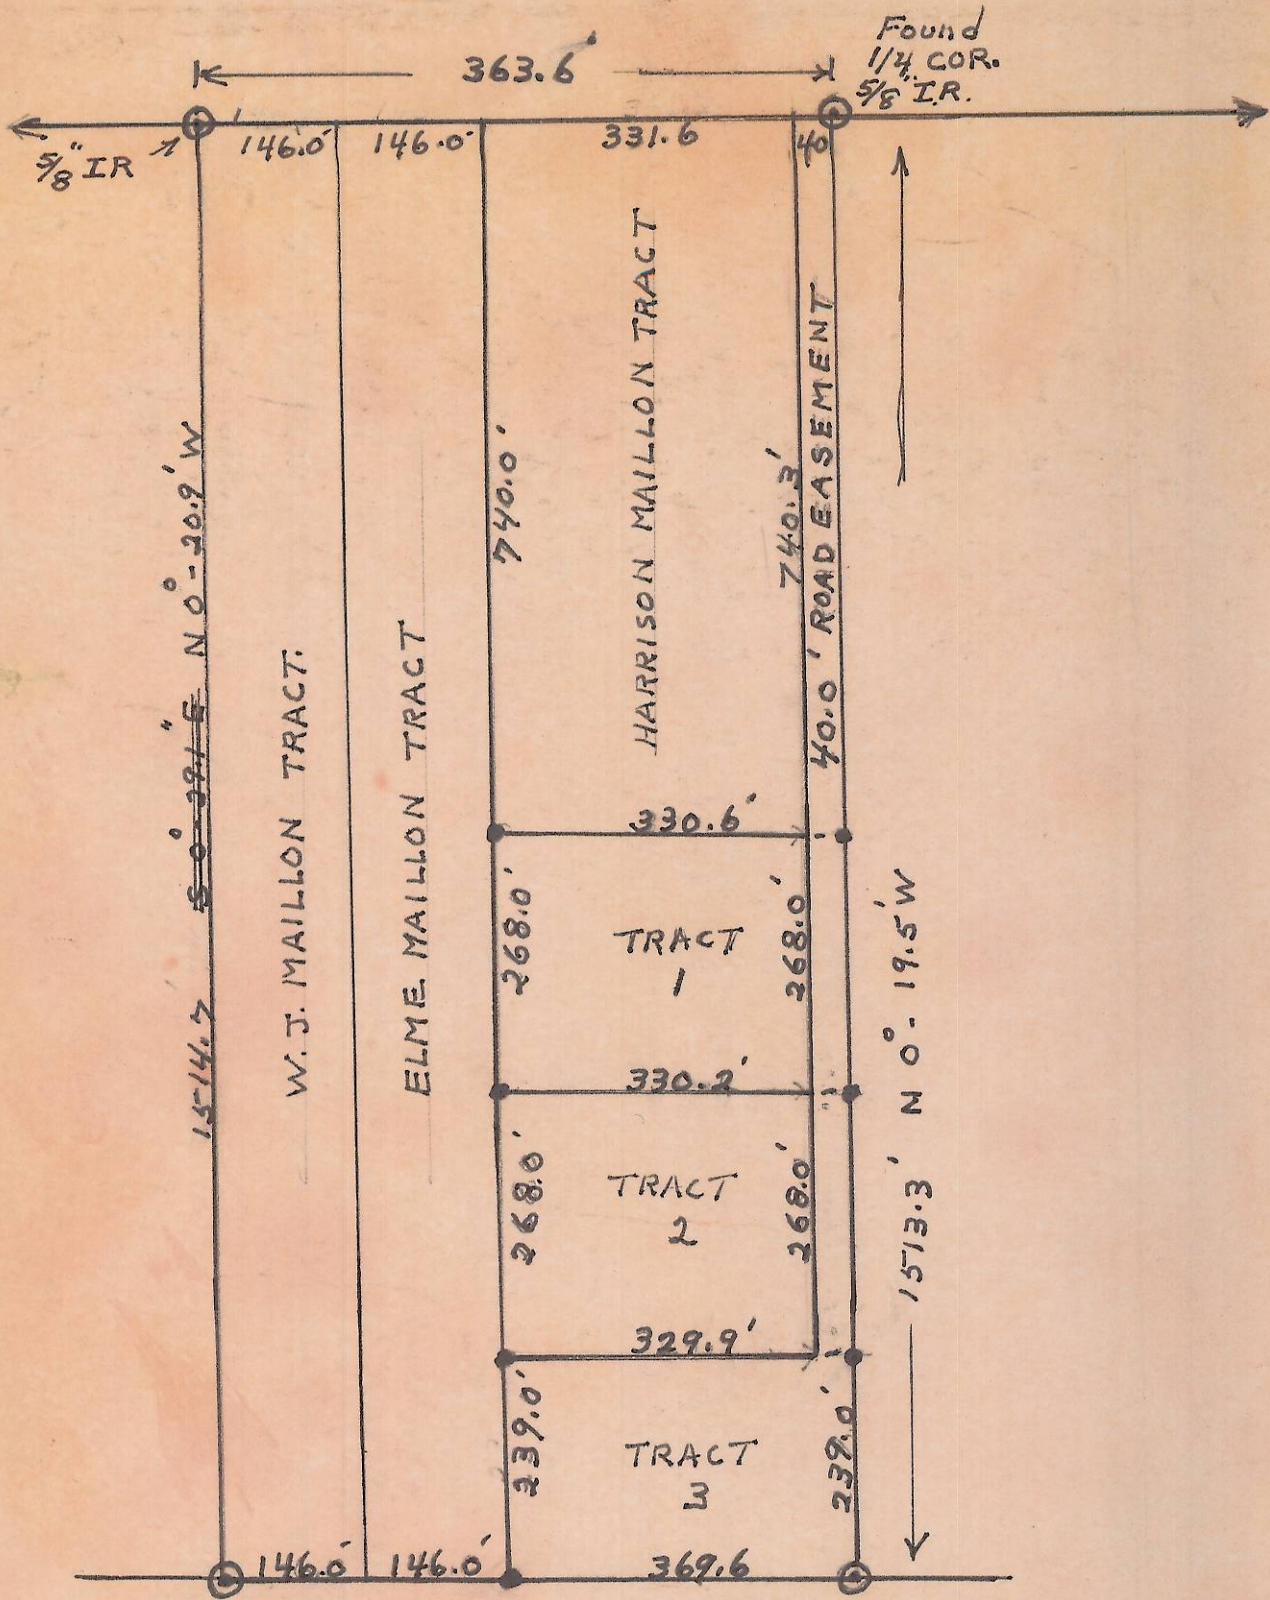 Found
1/4 COR.
5/8" I.R.
363.6'
5/8" IR
146.0'
146.0'
331.6
40
N 0°-20.9' W
S 0° 39.1" E
1514.7
W. J. MAILLON TRACT.
ELME MAILLON TRACT
740.0'
HARRISON MAILLON TRACT
740.3'
40.0' ROAD EASEMENT
330.6'
268.0'
TRACT
1
268.0'
330.2'
268.0'
TRACT
2
268.0'
1513.3' N 0°- 19.5' W
329.9'
239.0'
TRACT
3
239.0'
146.0'
146.0'
369.6